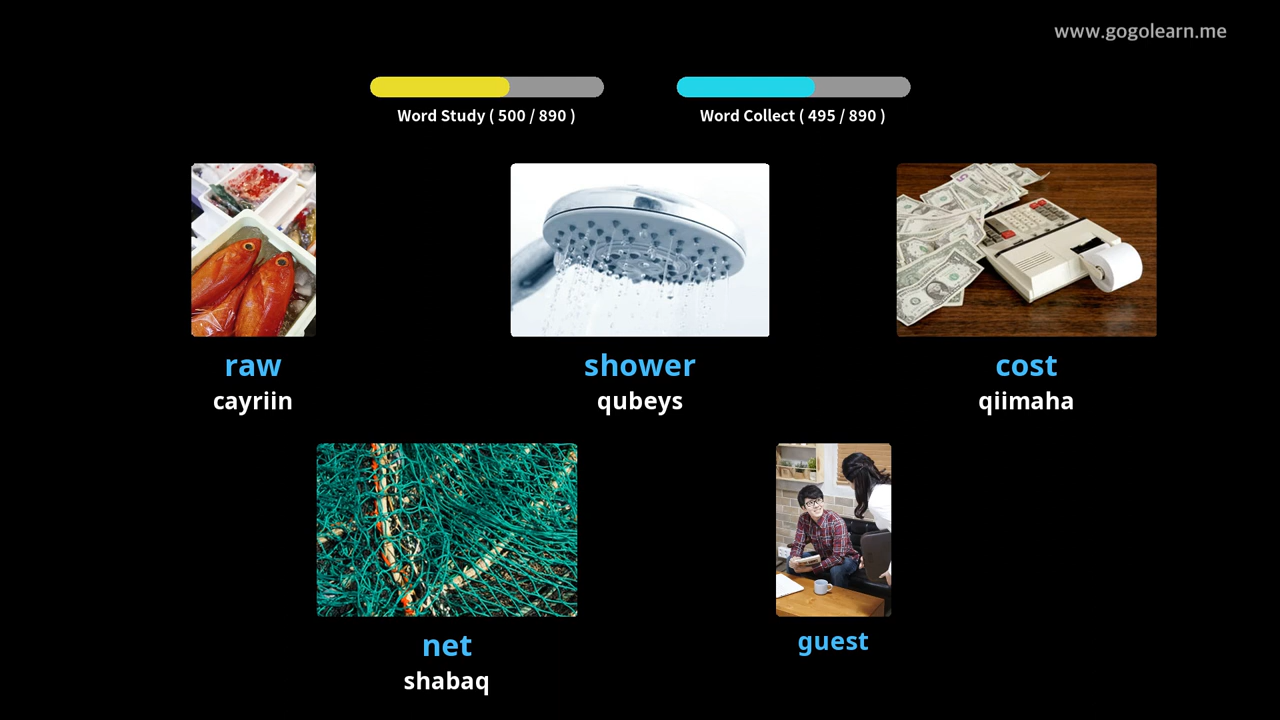 www.gogolearn.me
Word Study ( 500 / 890 )
Word Collect ( 495 / 890 )
raw
cayriin
shower
qubeys
cost
qiimaha
net
shabaq
guest